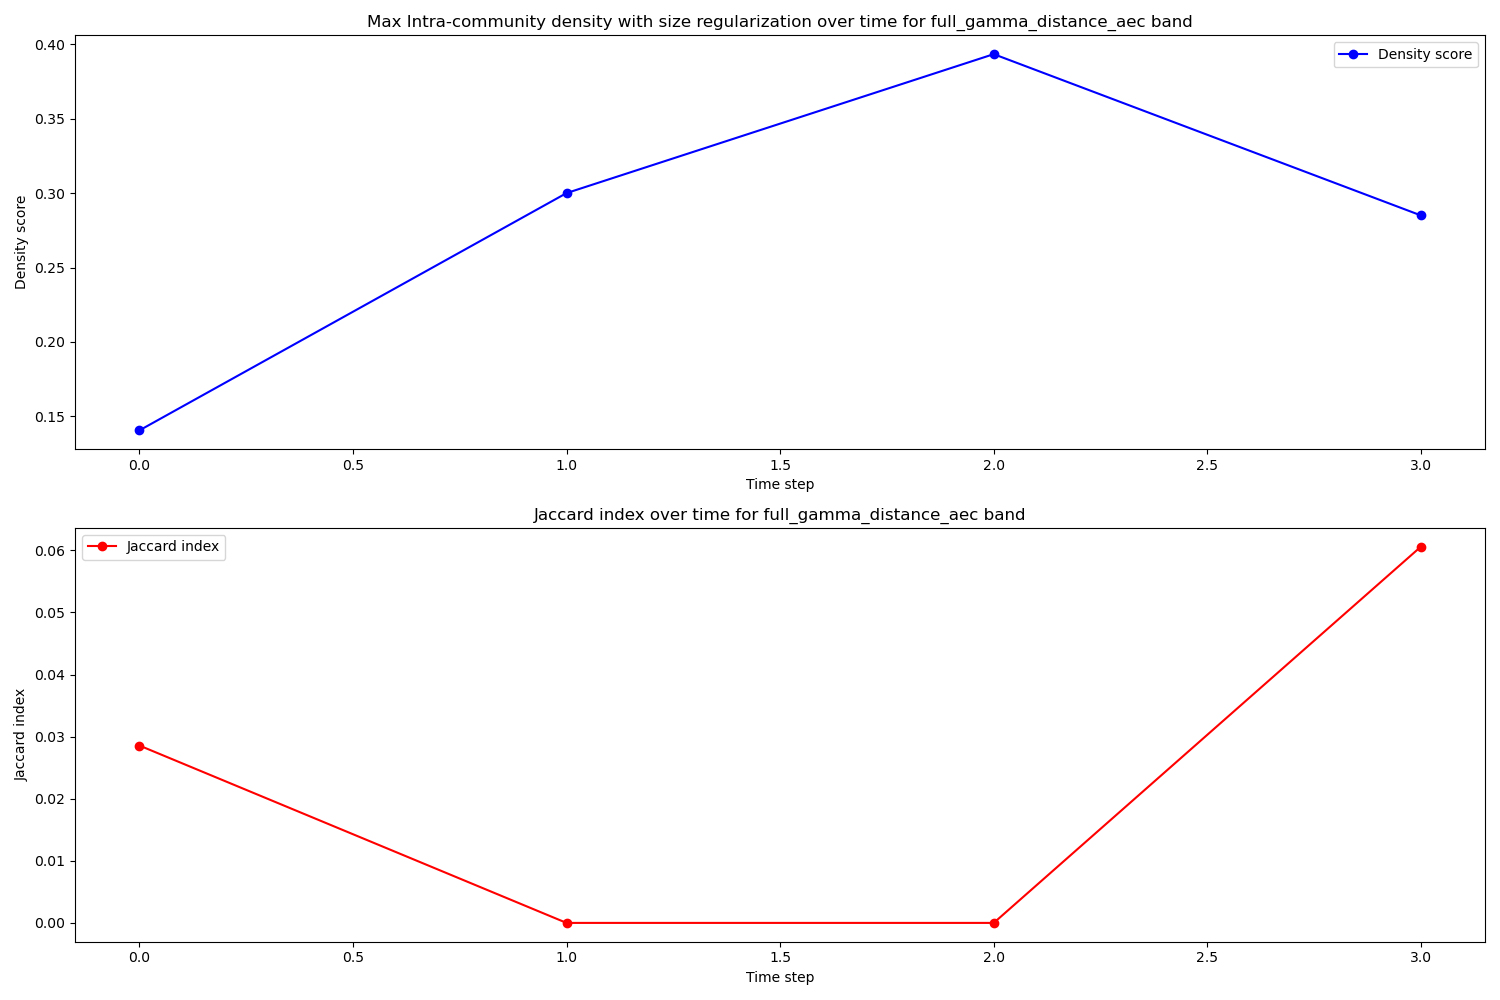 Max Intra-community density with size regularization over time for full_gamma_distance_aec band
Density score
0.40
0.35
0.30
0.25
0.20
0.15
Density score
0.0 0.5 1.0 1.5 2.0 2.5 3.0
Time step
Jaccard index over time for full_gamma_distance_aec band
Jaccard index
0.06
0.05
0.04
0.03
0.02
0.01
0.00
Jaccard index
0.0 0.5 1.0 1.5 2.0 2.5 3.0
Time step